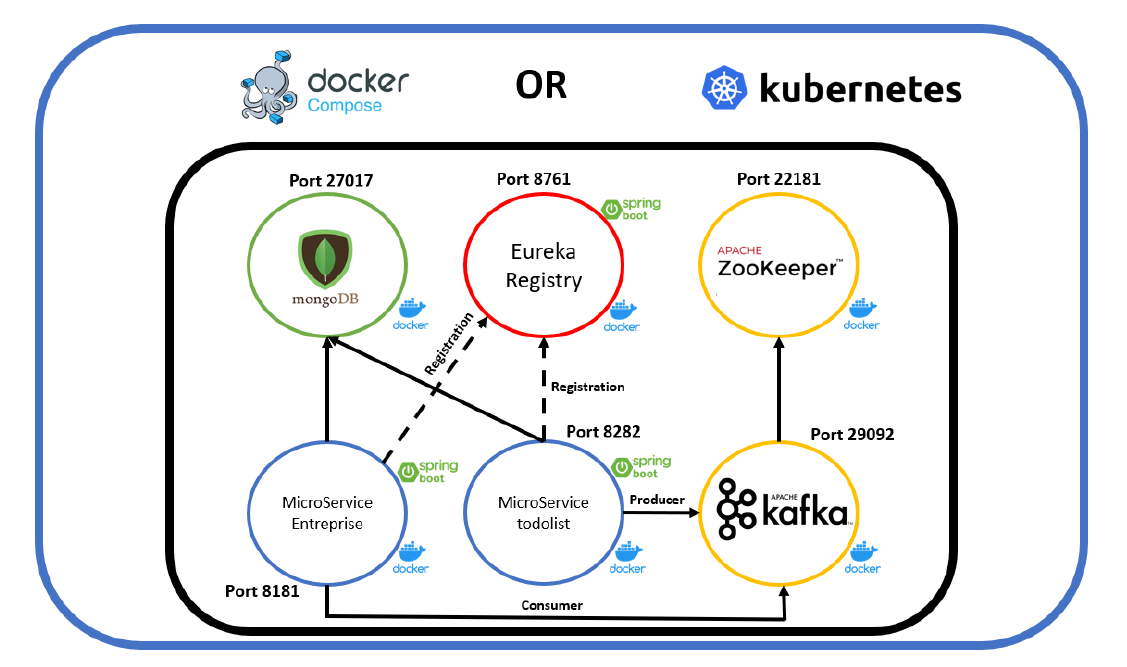 docker
Compose
OR
kubernetes
Port 27017
Port 8761
Port 22181
spring
boot
mongoDB
docker
Eureka
Registry
docker
APACHE
ZooKeeper™
docker
Registration
Registration
Port 8282
Port 29092
MicroService
Entreprise
spring
boot
docker
MicroService
todolist
spring
boot
docker
Producer
APACHE
kafka
docker
Port 8181
Consumer